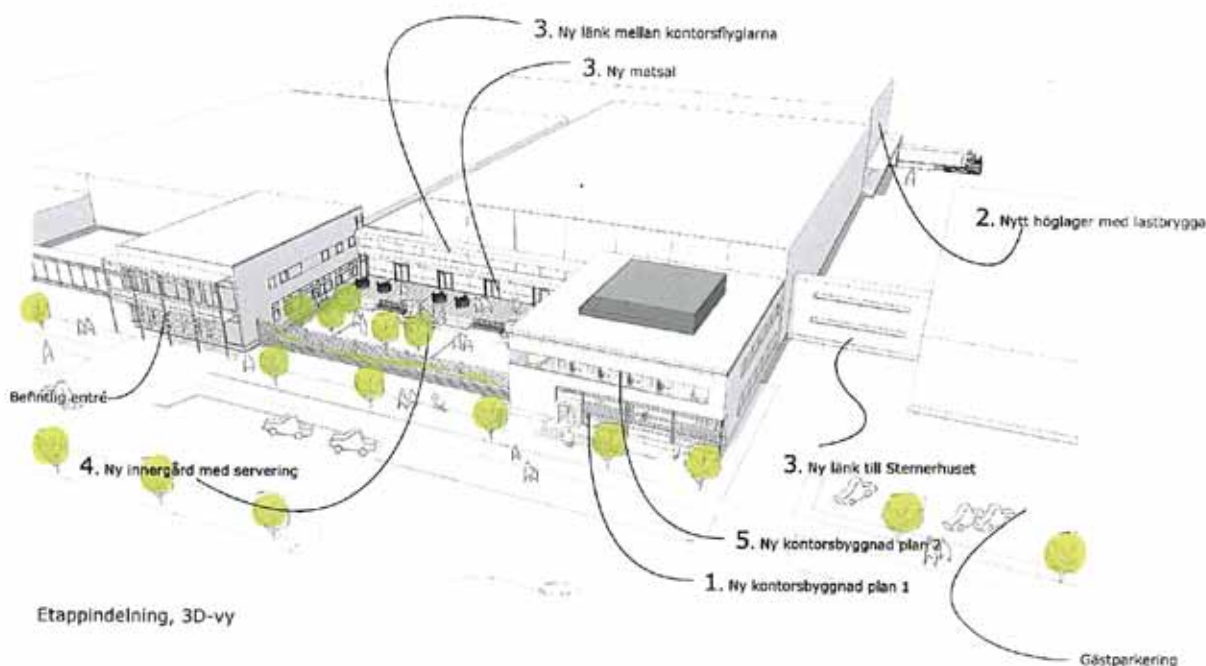 3. Ny länk mellan kontorsflyglarna
3. Ny matsal
2. Nytt höglager med lastbrygga
Befintlig entré
4. Ny innergård med servering
3. Ny länk till Sternerhuset
5. Ny kontorsbyggnad plan 2
1. Ny kontorsbyggnad plan 1
Etappindelning, 3D-vy
Gästparkering